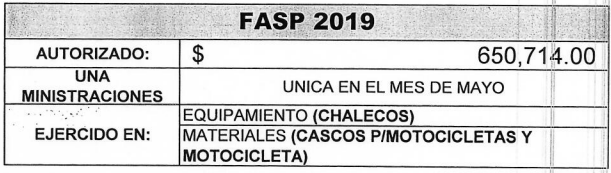 FASP 2019
AUTORIZADO: $ 650,714.00
UNA
MINISTRACIONES
UNICA EN EL MES DE MAYO
EJERCIDO EN:
EQUIPAMIENTO (CHALECOS)
MATERIALES (CASCOS P/MOTOCICLETAS Y
MOTOCICLETA)